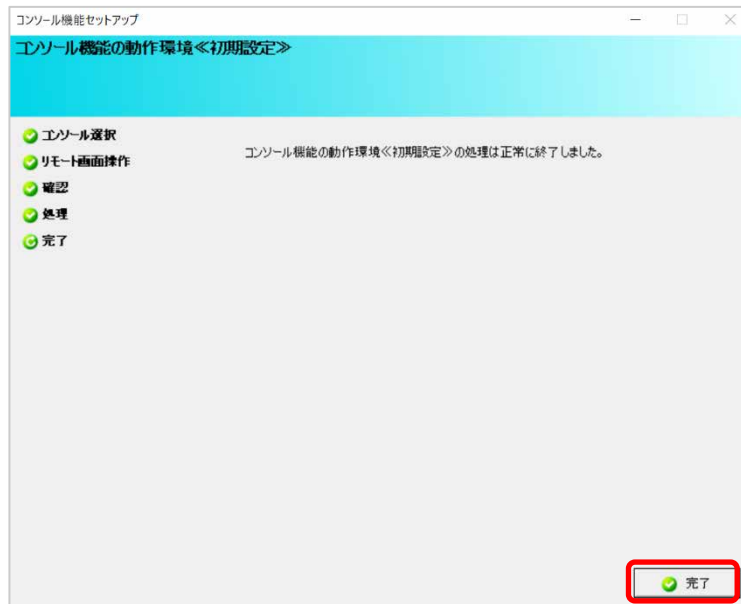 コンソール機能セットアップ
コンソール機能の動作環境≪初期設定≫
コンソール選択
リモート画面操作
確認
処理
完了
コンソール機能の動作環境≪初期設定≫の処理は正常に終了しました。
完了